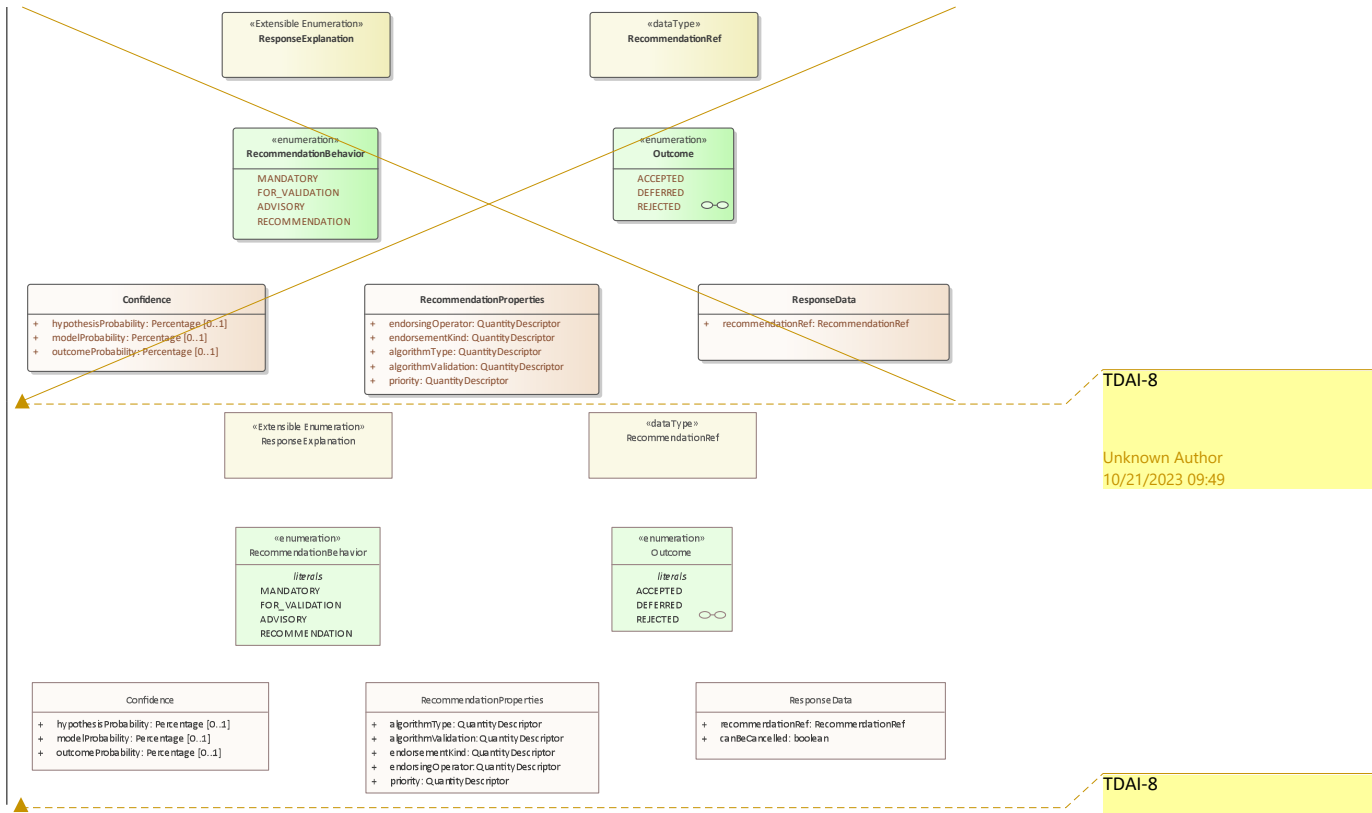 «Extensible Enumeration»
ResponseExplanation
«dataType»
RecommendationRef
«enumeration»
RecommendationBehavior
MANDATORY
FOR_VALIDATION
ADVISORY
RECOMMENDATION
«enumeration»
Outcome
ACCEPTED
DEFERRED
REJECTED
Confidence
+ hypothesisProbability: Percentage [0..1]
+ modelProbability: Percentage [0..1]
+ outcomeProbability: Percentage [0..1]
RecommendationProperties
+ endorsingOperator: QuantityDescriptor
+ endorsementKind: QuantityDescriptor
+ algorithmType: QuantityDescriptor
+ algorithmValidation: QuantityDescriptor
+ priority: QuantityDescriptor
ResponseData
+ recommendationRef: RecommendationRef
TDAI-8
Unknown Author
10/21/2023 09:49
«Extensible Enumeration»
ResponseExplanation
«dataType»
RecommendationRef
«enumeration»
RecommendationBehavior
literals
MANDATORY
FOR_VALIDATION
ADVISORY
RECOMMENDATION
«enumeration»
Outcome
literals
ACCEPTED
DEFERRED
REJECTED
Confidence
+ hypothesisProbability: Percentage [0..1]
+ modelProbability: Percentage [0..1]
+ outcomeProbability: Percentage [0..1]
RecommendationProperties
+ algorithmType: QuantityDescriptor
+ algorithmValidation: QuantityDescriptor
+ endorsementKind: QuantityDescriptor
+ endorsingOperator: QuantityDescriptor
+ priority: QuantityDescriptor
ResponseData
+ recommendationRef: RecommendationRef
+ canBeCancelled: boolean
TDAI-8